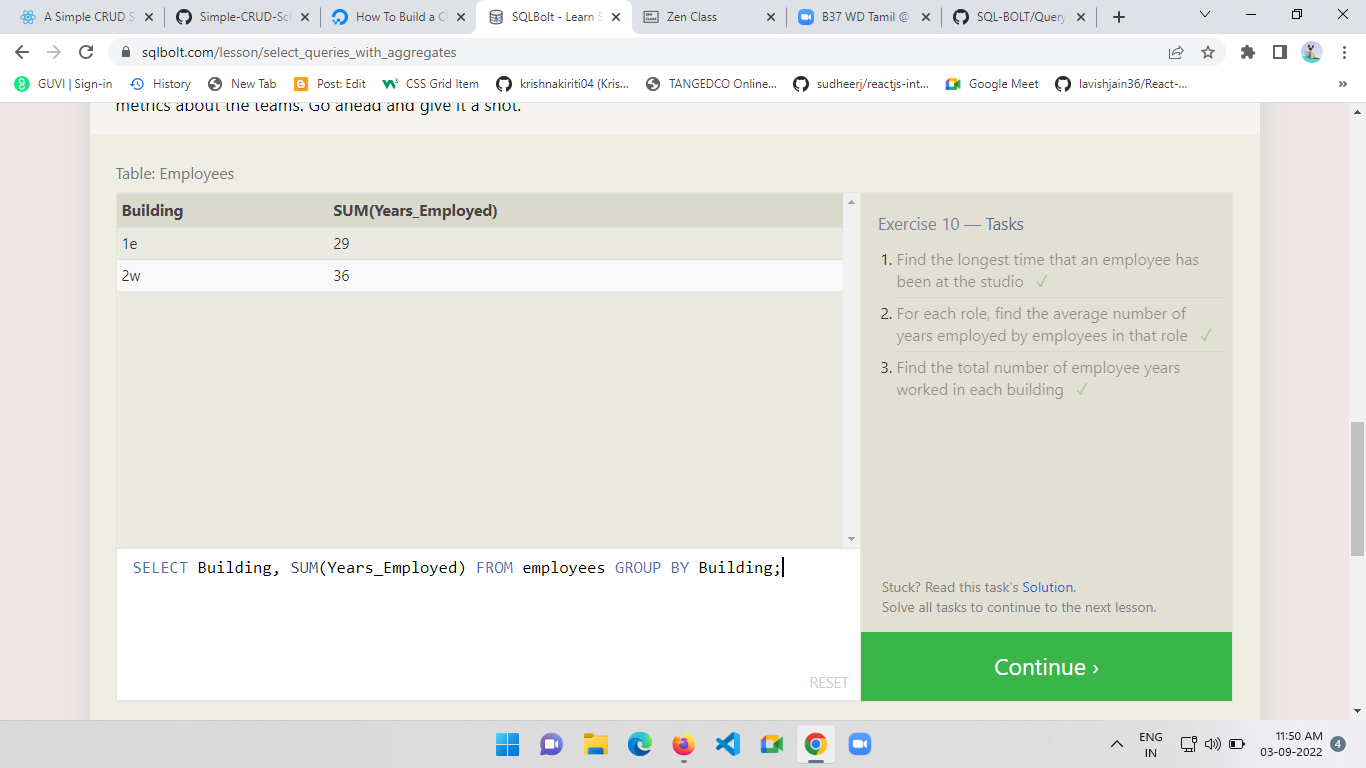 A Simple CRUD S
Simple-CRUD-Sch
How To Build a C
SQLBolt - Learn S
Zen Class
B37 WD Tamil @
SQL-BOLT/Query
sqlbolt.com/lesson/select_queries_with_aggregates
GUVI | Sign-in
History
New Tab
Post: Edit
CSS Grid Item
krishnakiriti04 (Kris...
TANGEDCO Online...
sudheerj/reactjs-int...
Google Meet
lavishjain36/React-...
»
metrics about the teams. Go ahead and give it a shot.
Table: Employees
Building SUM(Years_Employed)
1e 29
2w 36
Exercise 10 — Tasks
1. Find the longest time that an employee has
been at the studio ✓
2. For each role, find the average number of
years employed by employees in that role ✓
3. Find the total number of employee years
worked in each building ✓
SELECT Building, SUM(Years_Employed) FROM employees GROUP BY Building;
RESET
Stuck? Read this task's Solution.
Solve all tasks to continue to the next lesson.
Continue ›
ENG
IN
11:50 AM
03-09-2022
4